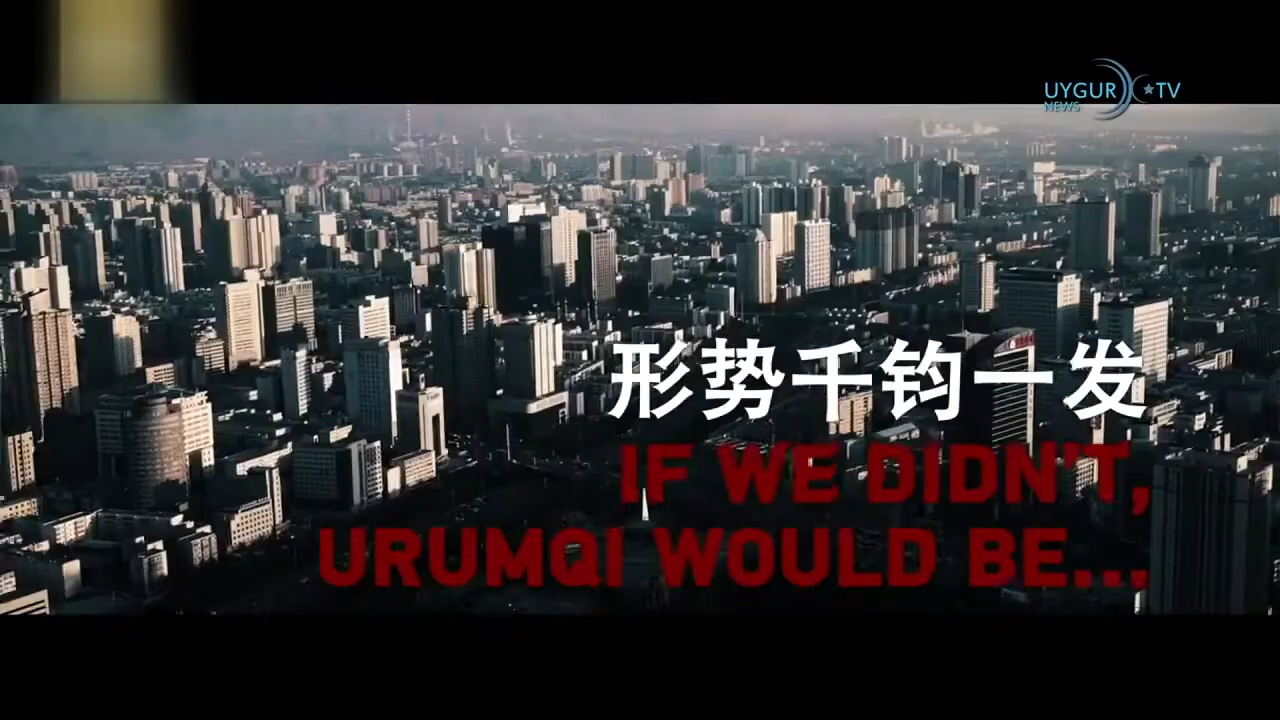 UYGUR TV
NEWS
形势千钧一发
IF WE DIDN'T,
URUMQI WOULD BE...